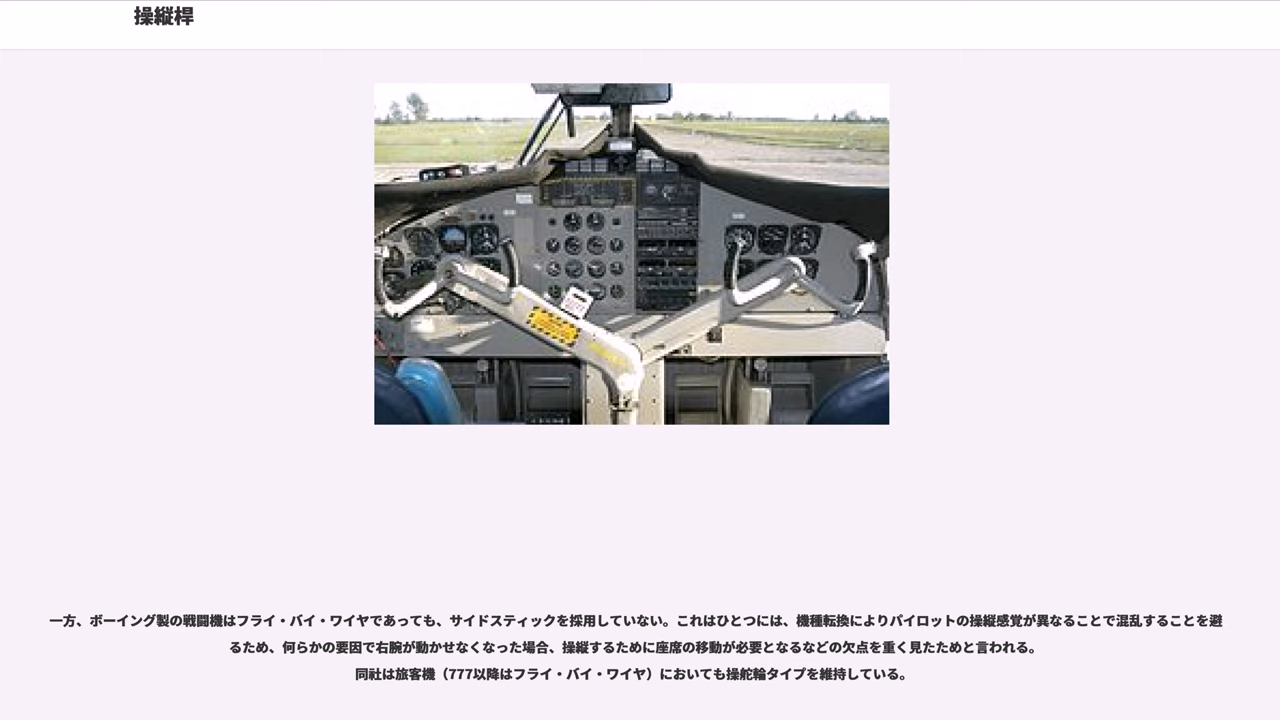 操縦桿
一方、ボーイング製の戦闘機はフライ・バイ・ワイヤであっても、サイドスティックを採用していない。これはひとつには、機種転換によりパイロットの操縦感覚が異なることで混乱することを避
るため、何らかの要因で右腕が動かせなくなった場合、操縦するために座席の移動が必要となるなどの欠点を重く見たためと言われる。
同社は旅客機（777以降はフライ・バイ・ワイヤ）においても操舵輪タイプを維持している。